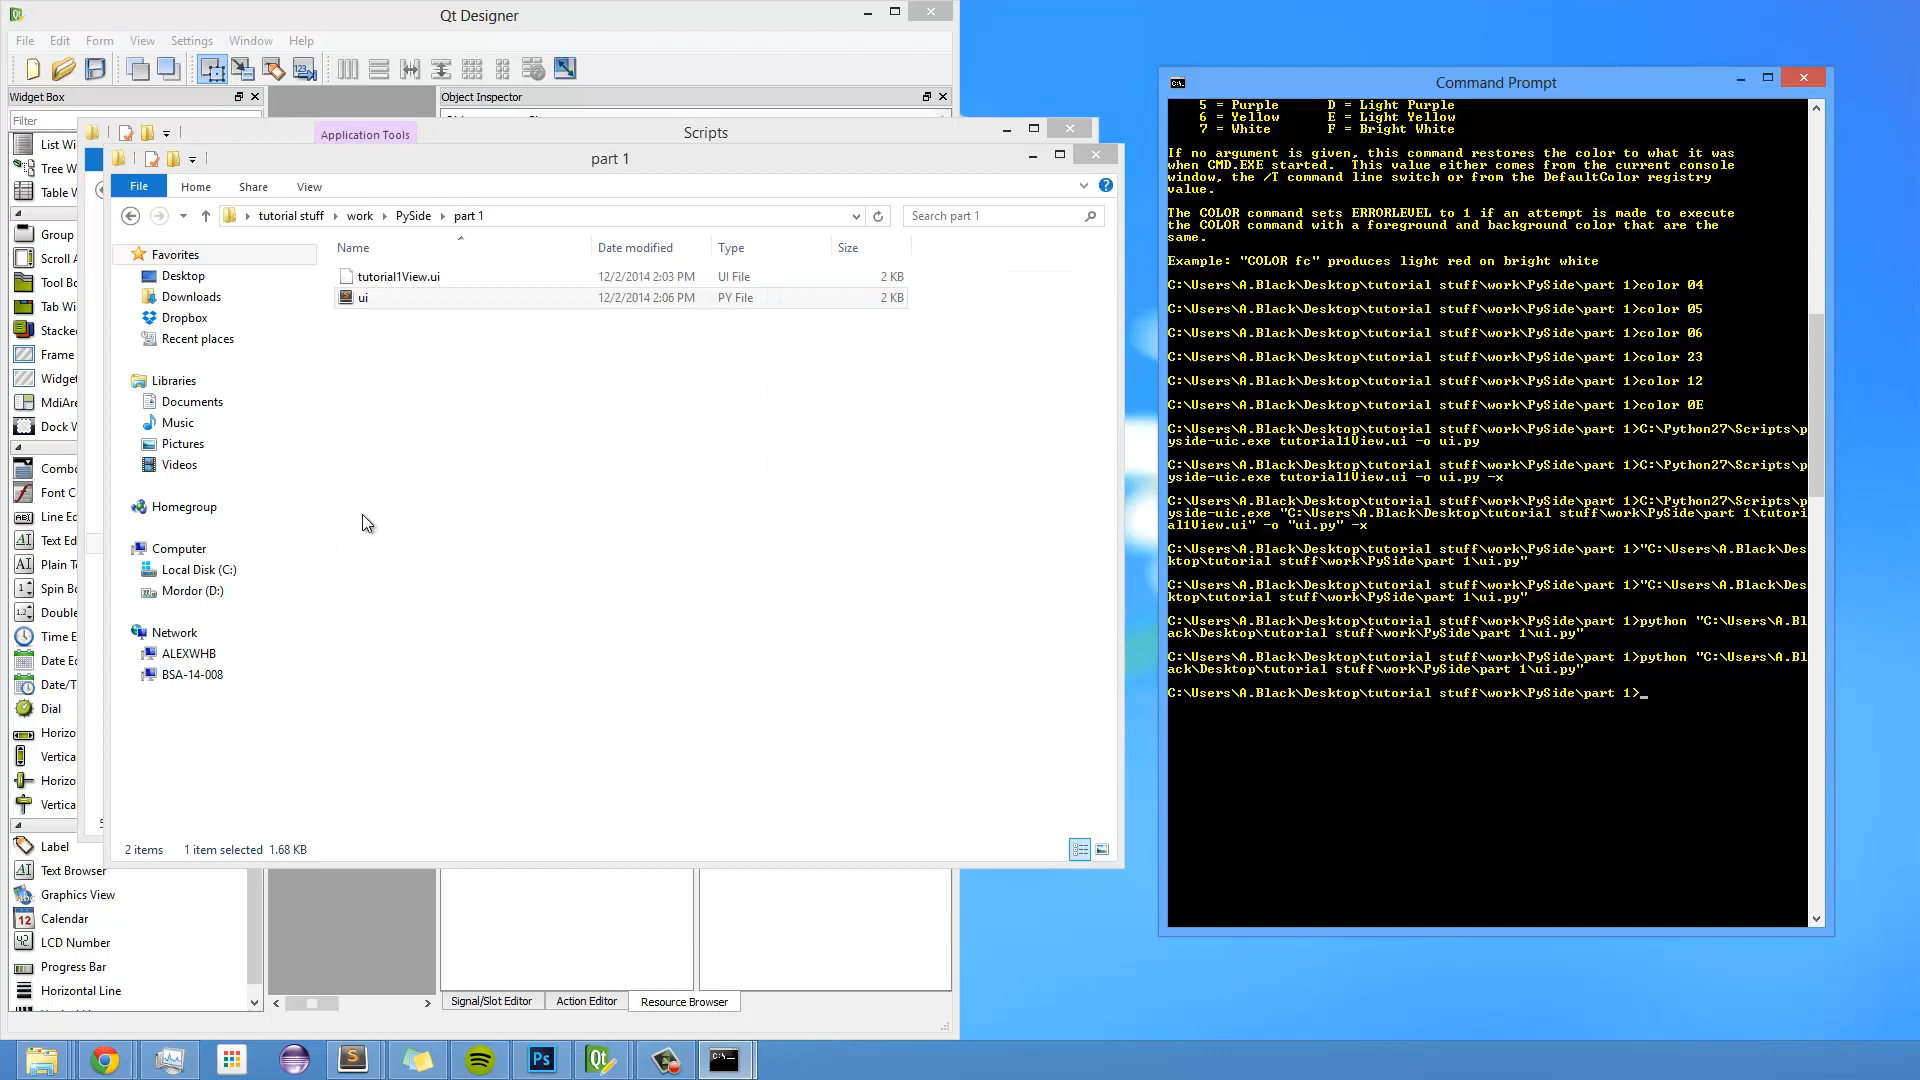 Qt Designer
File Edit Form View Settings Window Help
Widget Box
Object Inspector
Filter
List Wi
Tree W
Table W
Group
Scroll A
Tool Bo
Tab Wi
Stacke
Frame
Widget
MdiAre
Dock W
Combo
Font C
Line Ed
Text Ed
Plain Te
Spin Bo
Double
Time E
Date Ed
Date/T
Dial
Horizo
Vertica
Horizo
Vertica
Label
Text Browser
Graphics View
Calendar
LCD Number
Progress Bar
Horizontal Line
Signal/Slot Editor Action Editor Resource Browser
Application Tools
Scripts
part 1
File Home Share View
tutorial stuff work PySide part 1
Search part 1
Name Date modified Type Size
tutorial1View.ui 12/2/2014 2:03 PM UI File 2 KB
ui 12/2/2014 2:06 PM PY File 2 KB
Favorites
Desktop
Downloads
Dropbox
Recent places
Libraries
Documents
Music
Pictures
Videos
Homegroup
Computer
Local Disk (C:)
Mordor (D:)
Network
ALEXWHB
BSA-14-008
2 items 1 item selected 1.68 KB
Command Prompt
5 = Purple D = Light Purple
6 = Yellow E = Light Yellow
7 = White F = Bright White
If no argument is given, this command restores the color to what it was
when CMD.EXE started. This value either comes from the current console
window, the /T command line switch or from the DefaultColor registry
value.
The COLOR command sets ERRORLEVEL to 1 if an attempt is made to execute
the COLOR command with a foreground and background color that are the
same.
Example: "COLOR fc" produces light red on bright white
C:\Users\A.Black\Desktop\tutorial stuff\work\PySide\part 1>color 04
C:\Users\A.Black\Desktop\tutorial stuff\work\PySide\part 1>color 05
C:\Users\A.Black\Desktop\tutorial stuff\work\PySide\part 1>color 06
C:\Users\A.Black\Desktop\tutorial stuff\work\PySide\part 1>color 23
C:\Users\A.Black\Desktop\tutorial stuff\work\PySide\part 1>color 12
C:\Users\A.Black\Desktop\tutorial stuff\work\PySide\part 1>color 0E
C:\Users\A.Black\Desktop\tutorial stuff\work\PySide\part 1>C:\Python27\Scripts\p
yside-uic.exe tutorial1View.ui -o ui.py
C:\Users\A.Black\Desktop\tutorial stuff\work\PySide\part 1>C:\Python27\Scripts\p
yside-uic.exe tutorial1View.ui -o ui.py -x
C:\Users\A.Black\Desktop\tutorial stuff\work\PySide\part 1>C:\Python27\Scripts\p
yside-uic.exe "C:\Users\A.Black\Desktop\tutorial stuff\work\PySide\part 1\tutori
al1View.ui" -o "ui.py" -x
C:\Users\A.Black\Desktop\tutorial stuff\work\PySide\part 1>"C:\Users\A.Black\Des
ktop\tutorial stuff\work\PySide\part 1\ui.py"
C:\Users\A.Black\Desktop\tutorial stuff\work\PySide\part 1>"C:\Users\A.Black\Des
ktop\tutorial stuff\work\PySide\part 1\ui.py"
C:\Users\A.Black\Desktop\tutorial stuff\work\PySide\part 1>python "C:\Users\A.Bl
ack\Desktop\tutorial stuff\work\PySide\part 1\ui.py"
C:\Users\A.Black\Desktop\tutorial stuff\work\PySide\part 1>python "C:\Users\A.Bl
ack\Desktop\tutorial stuff\work\PySide\part 1\ui.py"
C:\Users\A.Black\Desktop\tutorial stuff\work\PySide\part 1>_